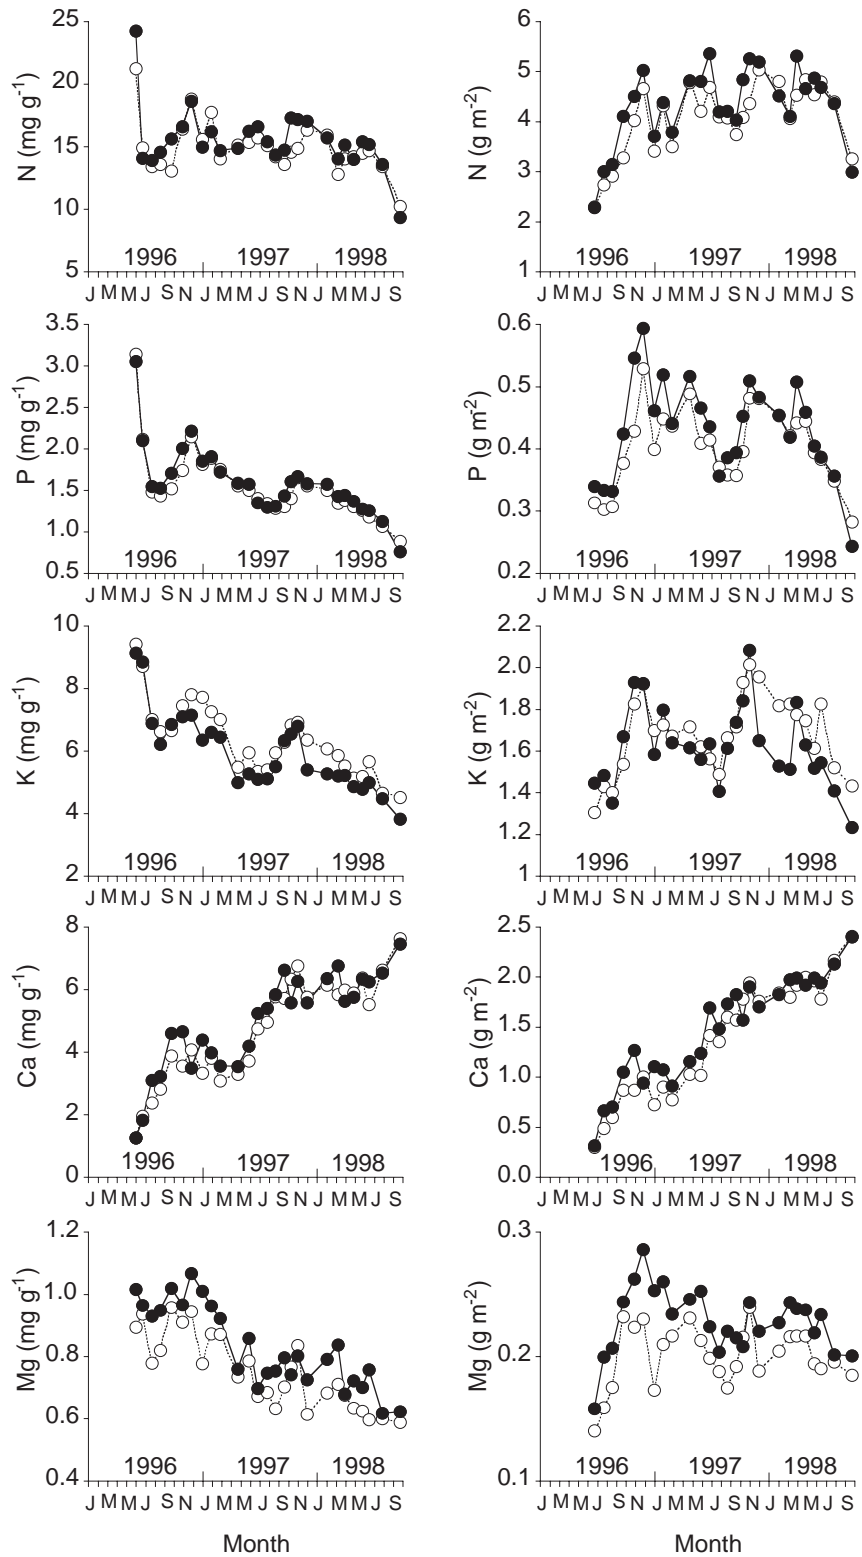 25
20
15
10
5
N (mg g-1)
1996 1997 1998
J M M J S N J M M J S N J M M J S
6
5
4
3
2
1
N (g m-2)
1996 1997 1998
J M M J S N J M M J S N J M M J S
3.5
3.0
2.5
2.0
1.5
1.0
0.5
P (mg g-1)
1996 1997 1998
J M M J S N J M M J S N J M M J S
0.6
0.5
0.4
0.3
0.2
P (g m-2)
1996 1997 1998
J M M J S N J M M J S N J M M J S
10
8
6
4
2
K (mg g-1)
1996 1997 1998
J M M J S N J M M J S N J M M J S
2.2
2.0
1.8
1.6
1.4
1.2
1
K (g m-2)
1996 1997 1998
J M M J S N J M M J S N J M M J S
8
6
4
2
0
Ca (mg g-1)
1996 1997 1998
J M M J S N J M M J S N J M M J S
2.5
2.0
1.5
1.0
0.5
0.0
Ca (g m-2)
1996 1997 1998
J M M J S N J M M J S N J M M J S
1.2
1.0
0.8
0.6
0.4
Mg (mg g-1)
1996 1997 1998
J M M J S N J M M J S N J M M J S
Month
0.3
0.2
0.1
Mg (g m-2)
1996 1997 1998
J M M J S N J M M J S N J M M J S
Month